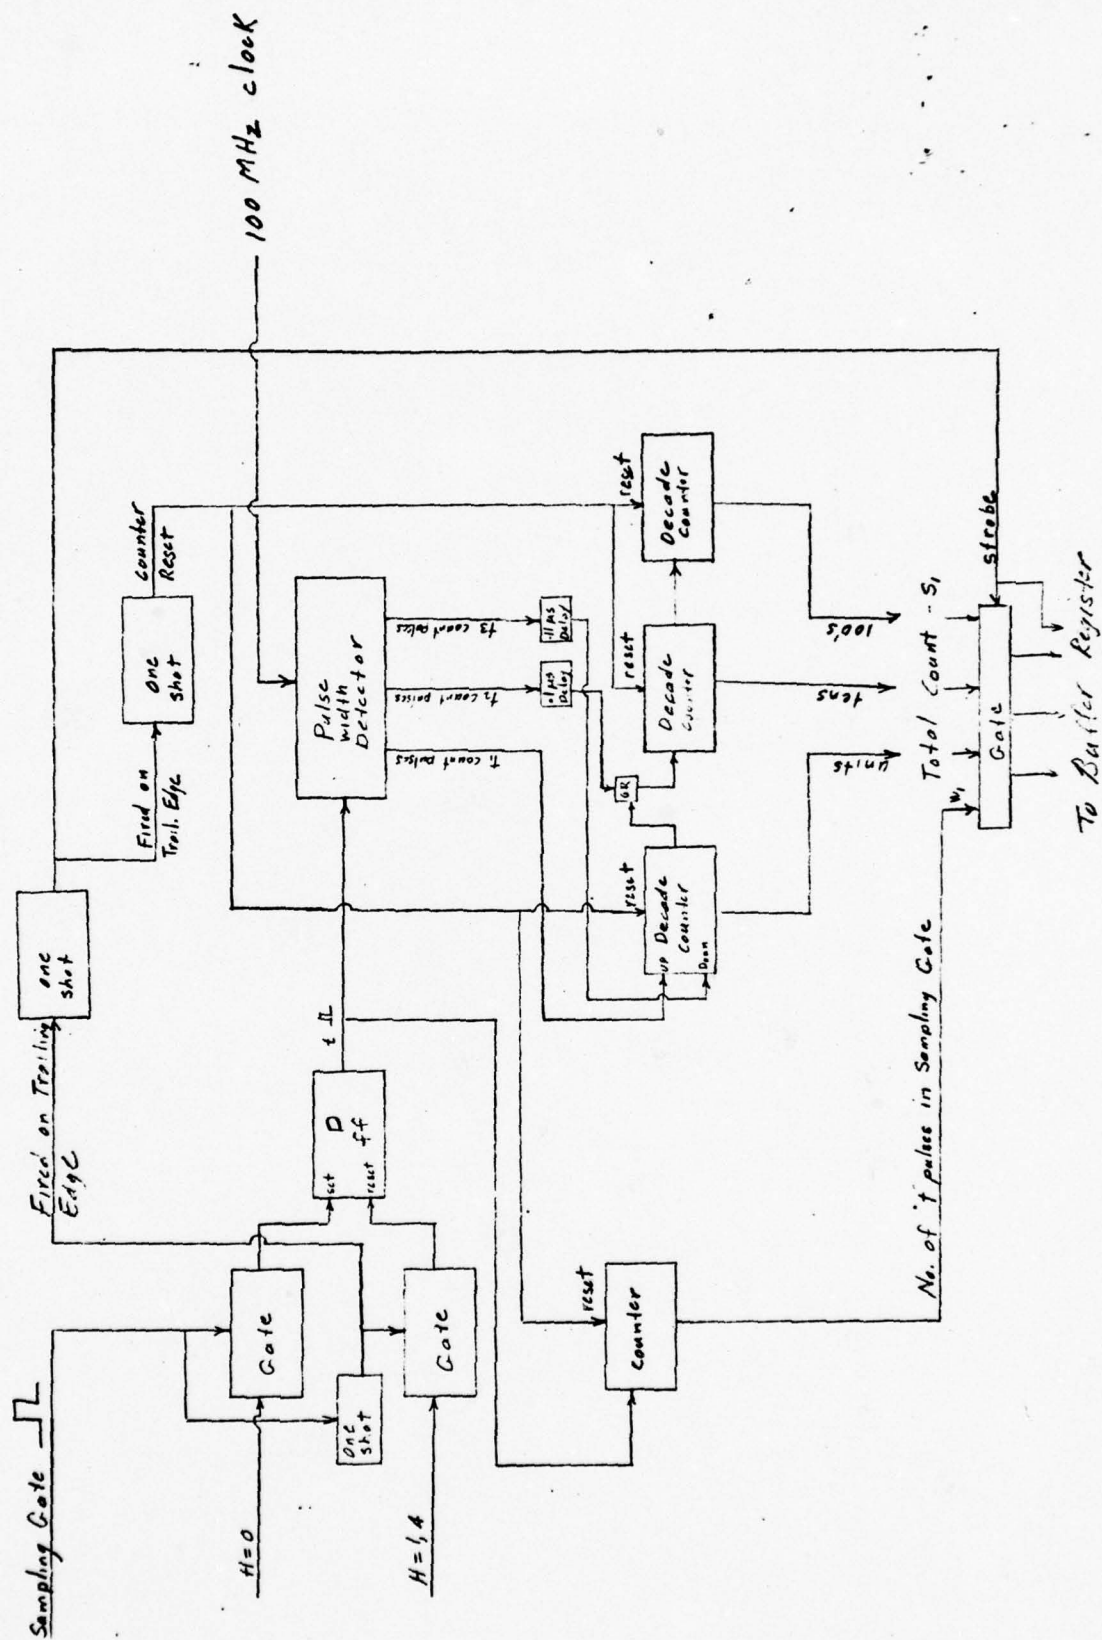 Sampling Gate
H=0
H=1,4
Gate
one
shot
Gate
Fired on Trailing
Edge
one
shot
set
reset
D
ff
t
Fired on
Trail. Edge
one
shot
Counter
Reset
100 MHz clock
Pulse
width
Detector
t1 count pulses
t2 count pulses
t3 count pulses
.1 μs
Delay
.11 μs
Delay
reset
UP
Down
Decade
Counter
OR
reset
Decade
Counter
reset
Decade
Counter
reset
Counter
units
tens
100's
No. of 't' pulses in Sampling Gate
W1
Total Count - S1
Gate
strobe
To Buffer Register